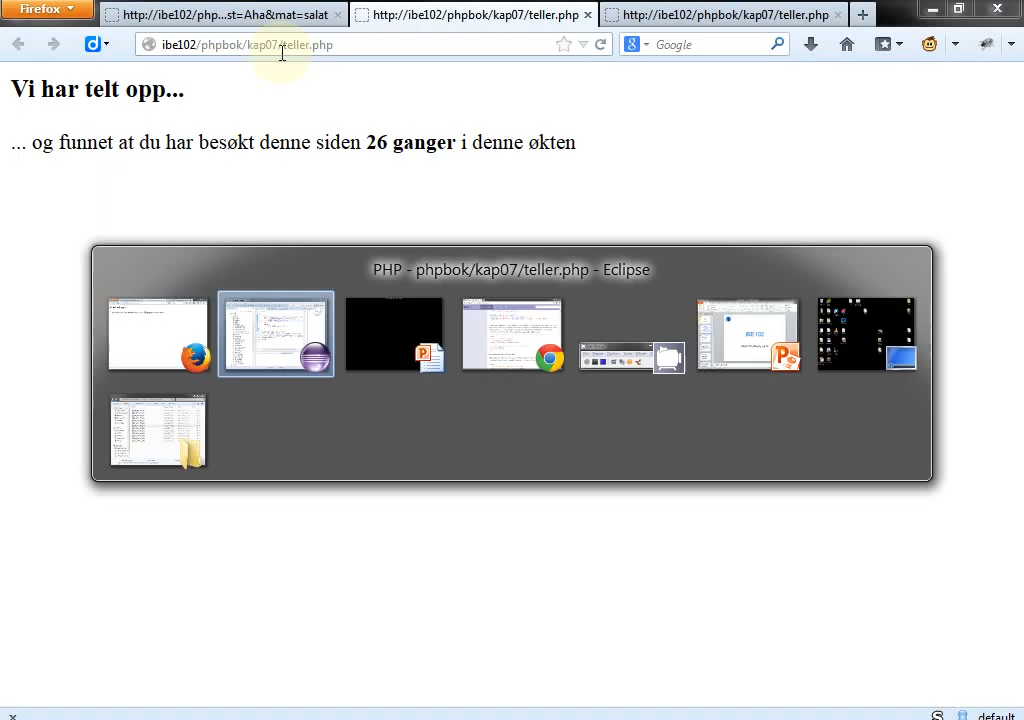 Firefox
http://ibe102/php...st=Aha&mat=salat
http://ibe102/phpbok/kap07/teller.php
http://ibe102/phpbok/kap07/teller.php
ibe102/phpbok/kap07/teller.php
Google
Vi har telt opp...
... og funnet at du har besøkt denne siden 26 ganger i denne økten
PHP - phpbok/kap07/teller.php - Eclipse
IBE 102
default